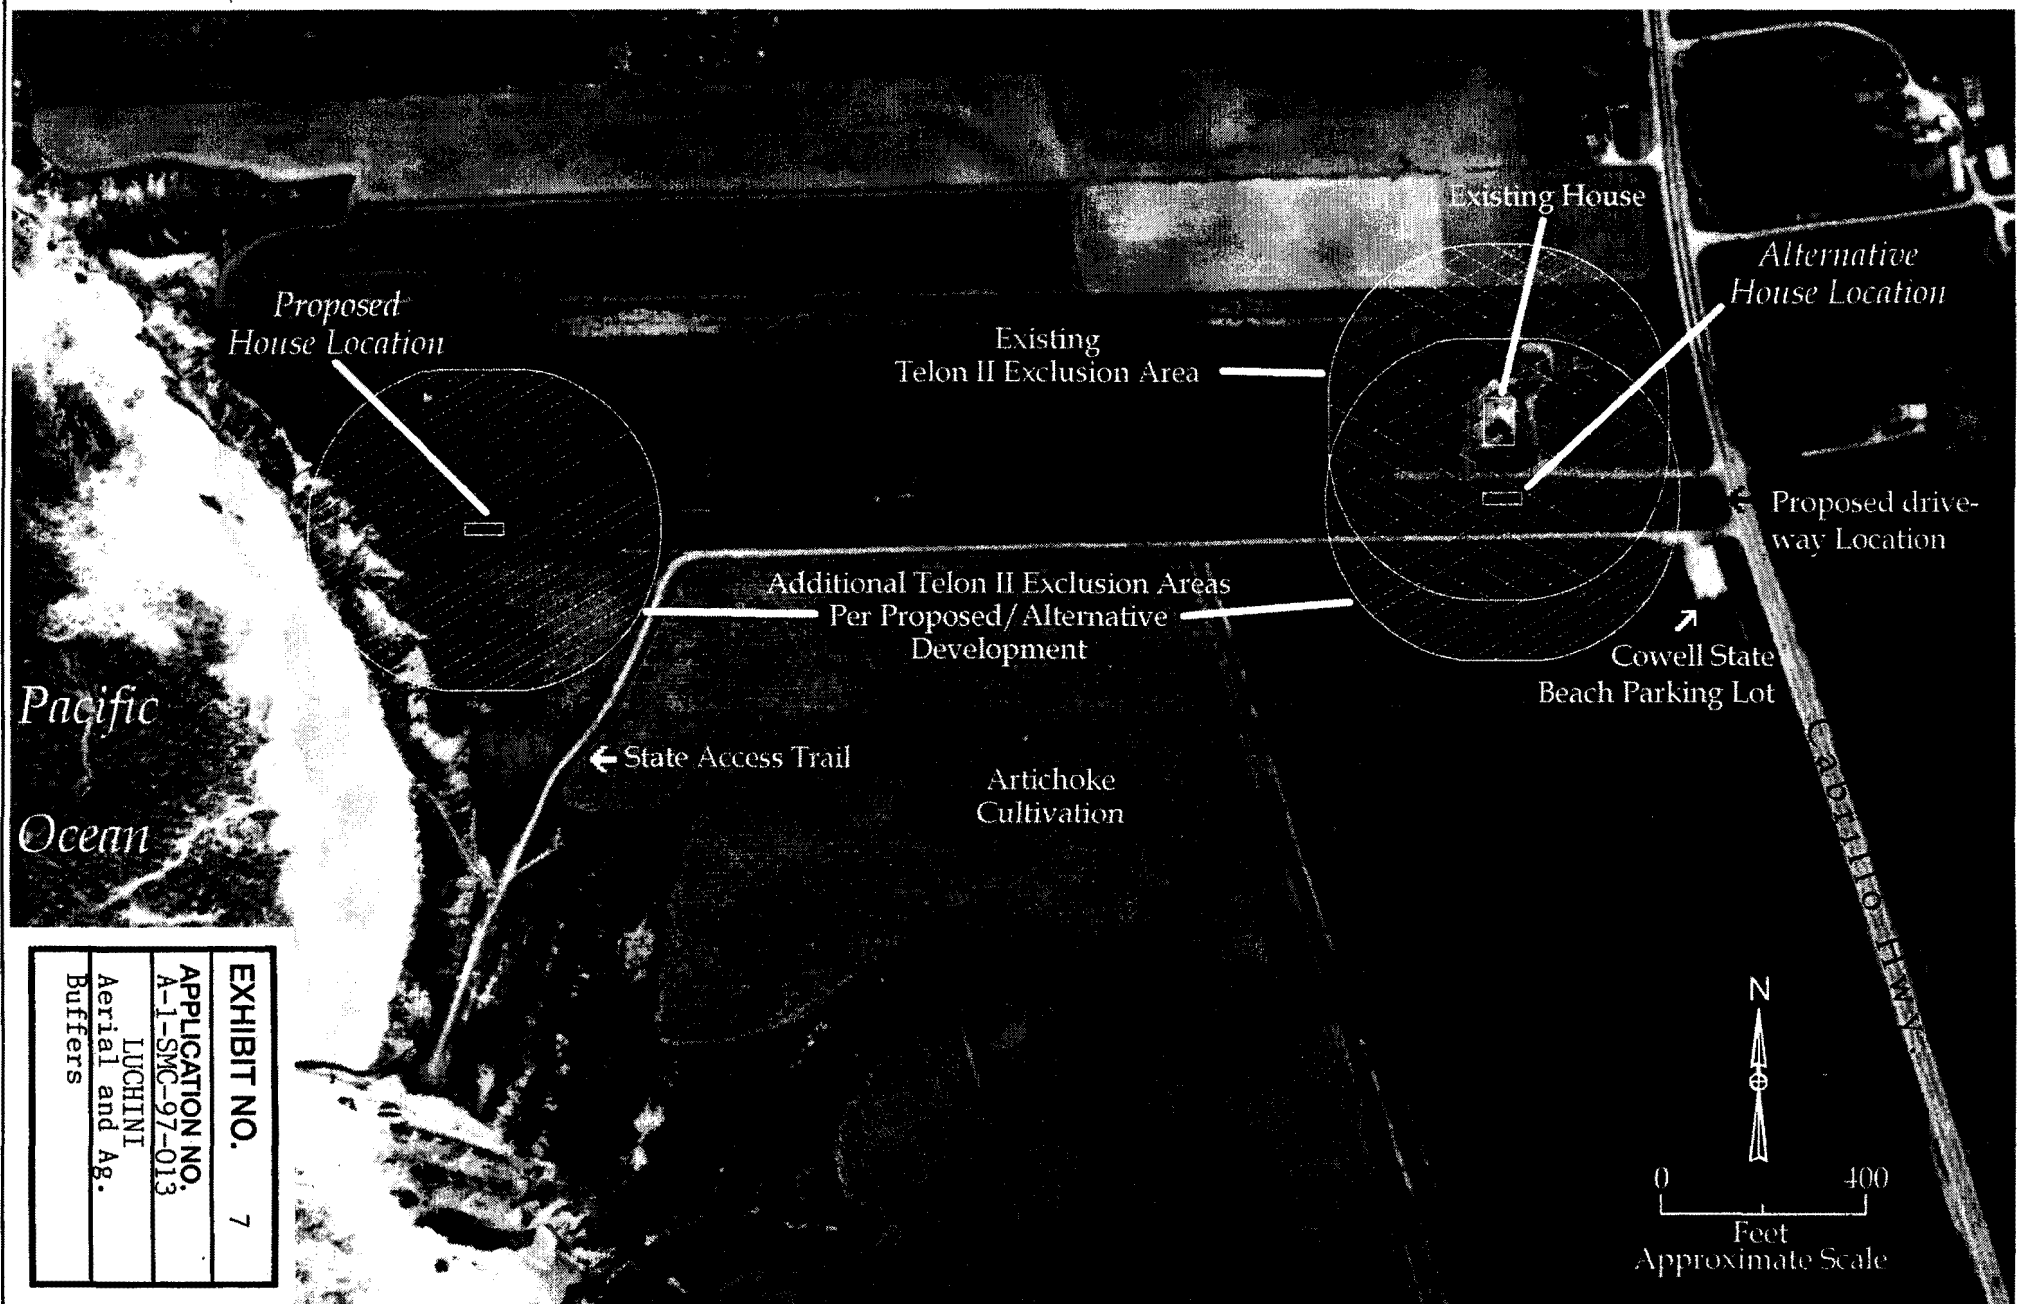 Existing House
Alternative
House Location
Proposed
House Location
Existing
Telon II Exclusion Area
Proposed drive-
way Location
Additional Telon II Exclusion Areas
Per Proposed/Alternative
Development
Cowell State
Beach Parking Lot
Pacific
Ocean
State Access Trail
Artichoke
Cultivation
Cabrillo Hwy.
N
0 400
Feet
Approximate Scale
EXHIBIT NO. 7
APPLICATION NO.
A-1-SMC-97-013
LUCHINI
Aerial and Ag.
Buffers